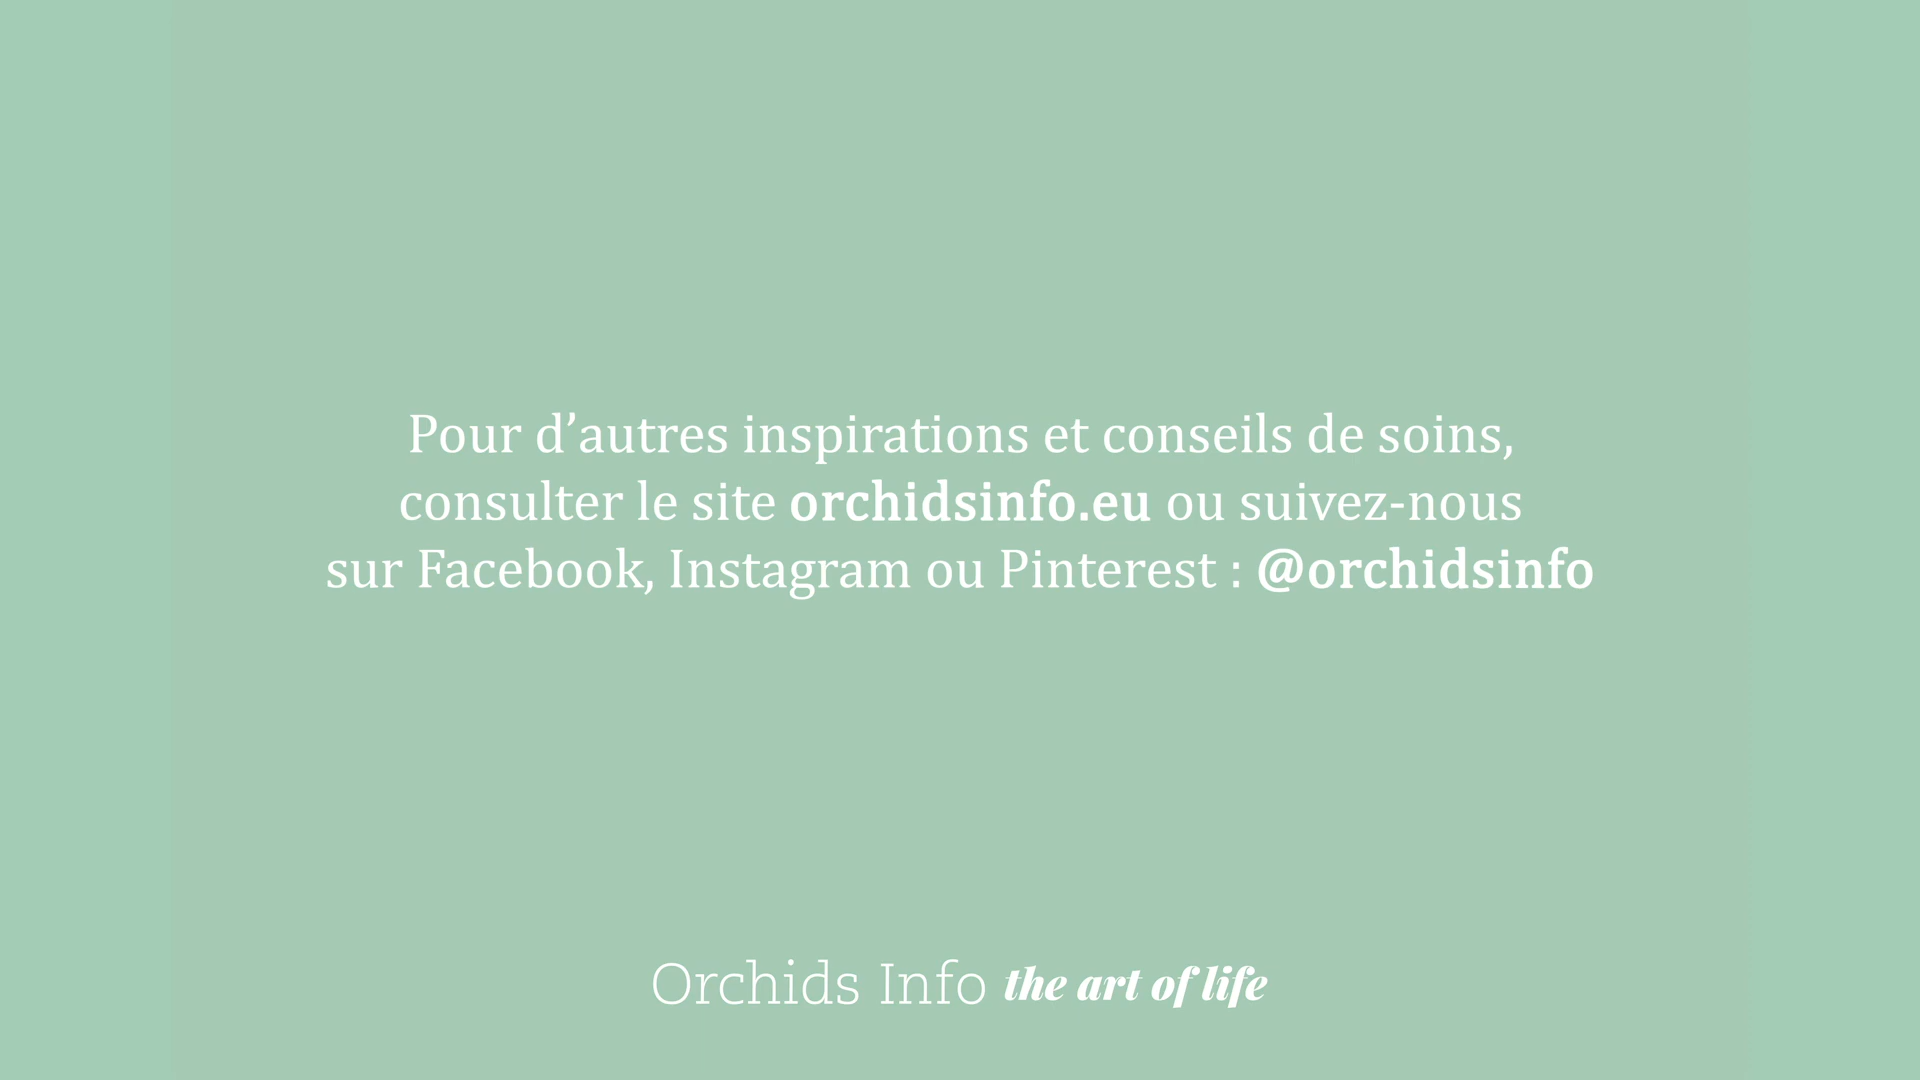 Pour d’autres inspirations et conseils de soins,
consulter le site orchidsinfo.eu ou suivez-nous
sur Facebook, Instagram ou Pinterest : @orchidsinfo
Orchids Info the art of life